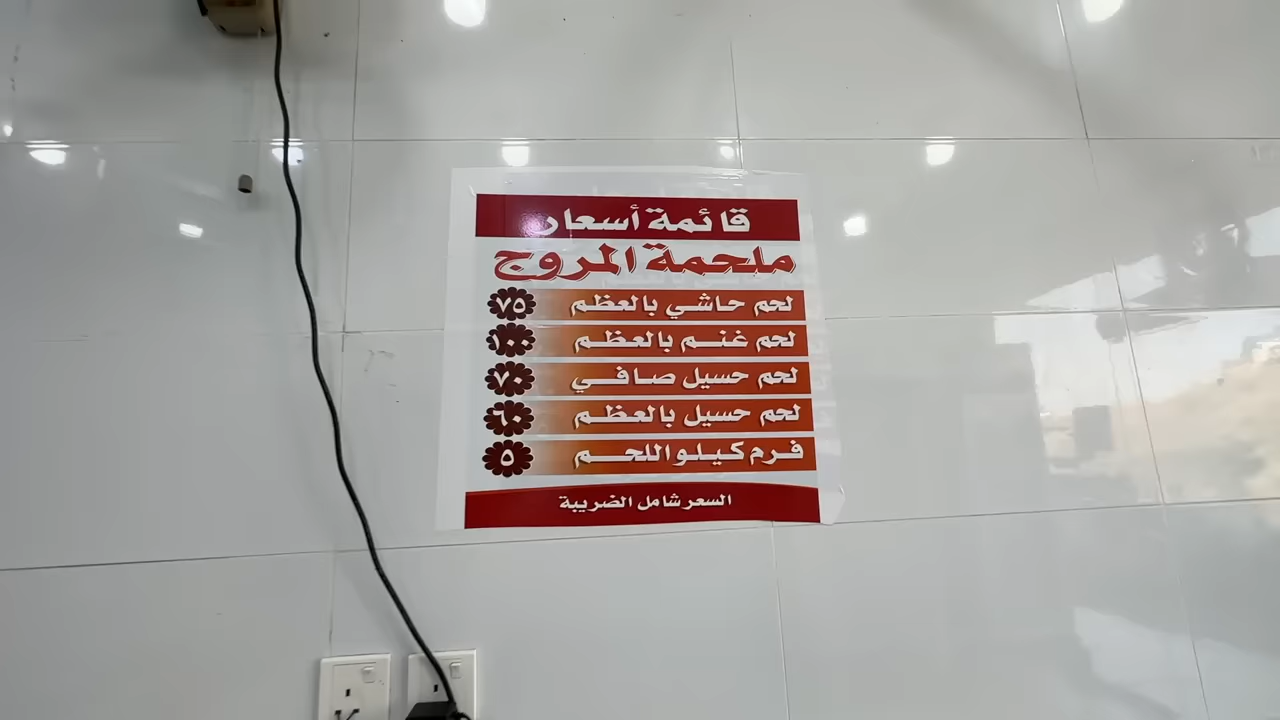 قائمة أسعار
ملحمة المروج
لحم حاشي بالعظم ٧٥
لحم غنم بالعظم ١٠٠
لحم حسيل صافي ٧٠
لحم حسيل بالعظم ٦٠
فرم كيلو اللحم ٥
السعر شامل الضريبة